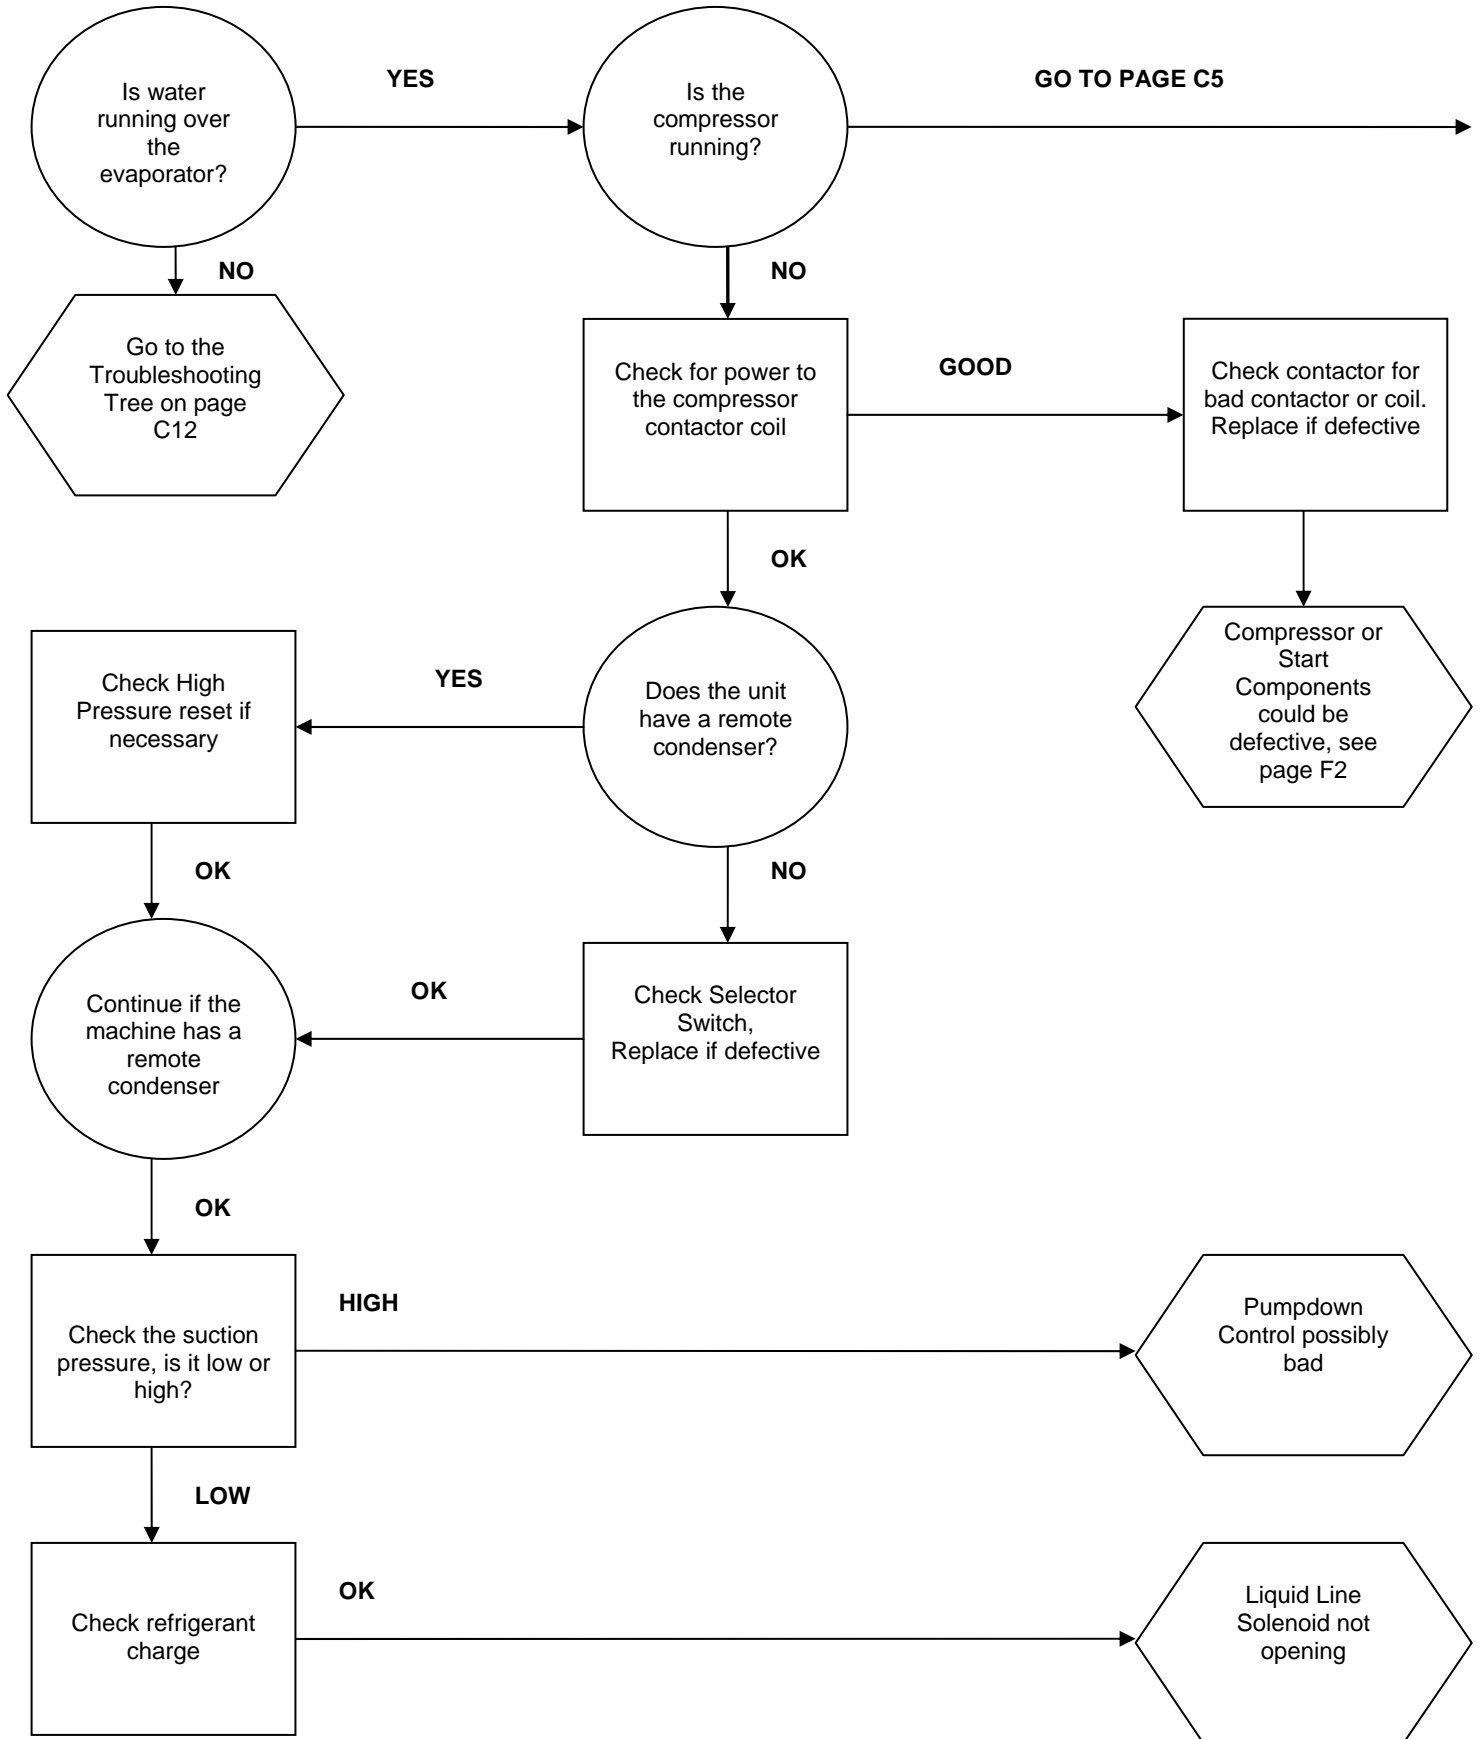 Is water
running over
the
evaporator?
YES
Is the
compressor
running?
GO TO PAGE C5
NO
Go to the
Troubleshooting
Tree on page
C12
NO
Check for power to
the compressor
contactor coil
GOOD
Check contactor for
bad contactor or coil.
Replace if defective
OK
Compressor or
Start
Components
could be
defective, see
page F2
Does the unit
have a remote
condenser?
YES
Check High
Pressure reset if
necessary
OK
NO
Continue if the
machine has a
remote
condenser
OK
Check Selector
Switch,
Replace if defective
OK
Check the suction
pressure, is it low or
high?
HIGH
Pumpdown
Control possibly
bad
LOW
Check refrigerant
charge
OK
Liquid Line
Solenoid not
opening